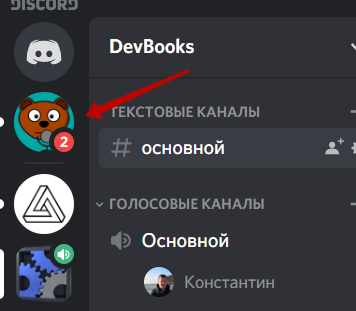 DISCORD
DevBooks
2
ТЕКСТОВЫЕ КАНАЛЫ
основной
ГОЛОСОВЫЕ КАНАЛЫ
Основной
Константин